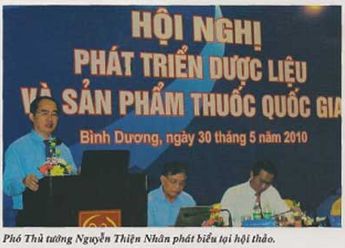 HỘI NGHỊ
PHÁT TRIỂN DƯỢC LIỆU
VÀ SẢN PHẨM THUỐC QUỐC GIA
Bình Dương, ngày 30 tháng 5 năm 2010
Phó Thủ tướng Nguyễn Thiện Nhân phát biểu tại hội thảo.